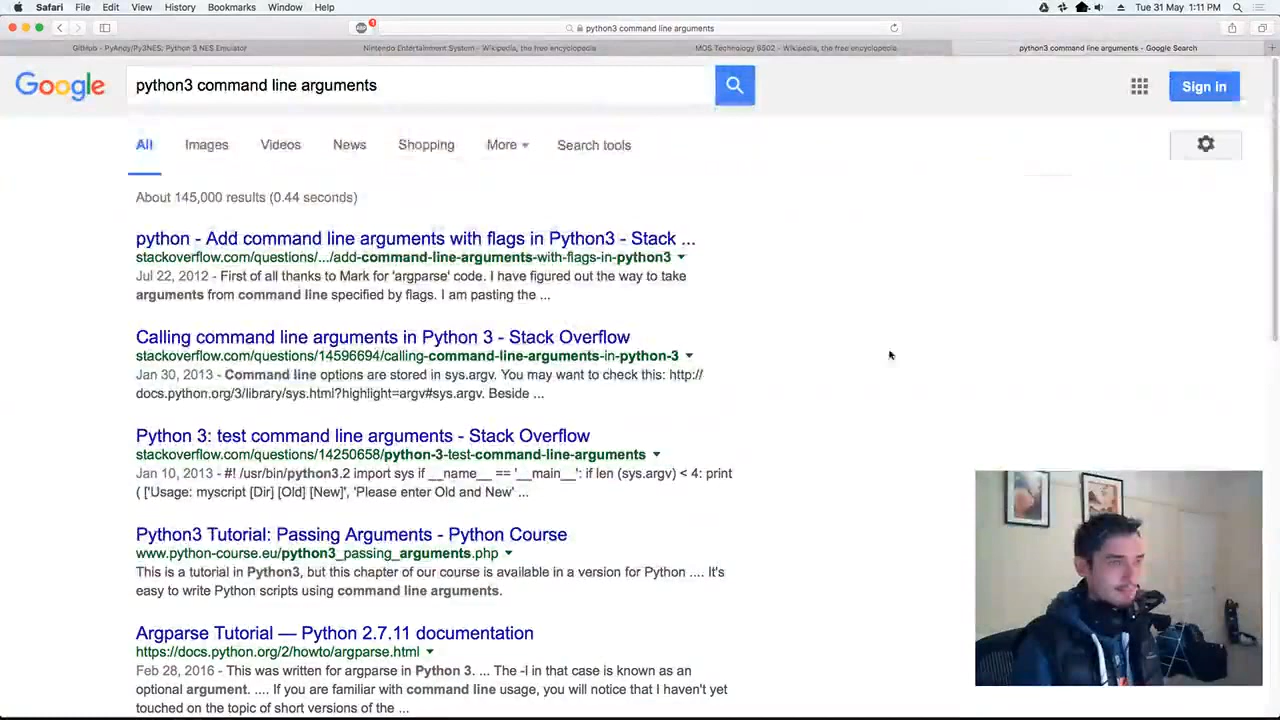 Safari File Edit View History Bookmarks Window Help
Tue 31 May 1:11 PM
python3 command line arguments
GitHub - PyAndy/Py3NES: Python 3 NES Emulator
Nintendo Entertainment System - Wikipedia, the free encyclopedia
MOS Technology 6502 - Wikipedia, the free encyclopedia
python3 command line arguments - Google Search
Google
python3 command line arguments
Sign in
All Images Videos News Shopping More Search tools
About 145,000 results (0.44 seconds)
python - Add command line arguments with flags in Python3 - Stack ...
stackoverflow.com/questions/.../add-command-line-arguments-with-flags-in-python3
Jul 22, 2012 - First of all thanks to Mark for 'argparse' code. I have figured out the way to take
arguments from command line specified by flags. I am pasting the ...
Calling command line arguments in Python 3 - Stack Overflow
stackoverflow.com/questions/14596694/calling-command-line-arguments-in-python-3
Jan 30, 2013 - Command line options are stored in sys.argv. You may want to check this: http://
docs.python.org/3/library/sys.html?highlight=argv#sys.argv. Beside ...
Python 3: test command line arguments - Stack Overflow
stackoverflow.com/questions/14250658/python-3-test-command-line-arguments
Jan 10, 2013 - #! /usr/bin/python3.2 import sys if __name__ == '__main__': if len (sys.argv) < 4: print
( ['Usage: myscript [Dir] [Old] [New]', 'Please enter Old and New' ...
Python3 Tutorial: Passing Arguments - Python Course
www.python-course.eu/python3_passing_arguments.php
This is a tutorial in Python3, but this chapter of our course is available in a version for Python .... It's
easy to write Python scripts using command line arguments.
Argparse Tutorial — Python 2.7.11 documentation
https://docs.python.org/2/howto/argparse.html
Feb 28, 2016 - This was written for argparse in Python 3. ... The -l in that case is known as an
optional argument. .... If you are familiar with command line usage, you will notice that I haven't yet
touched on the topic of short versions of the ...